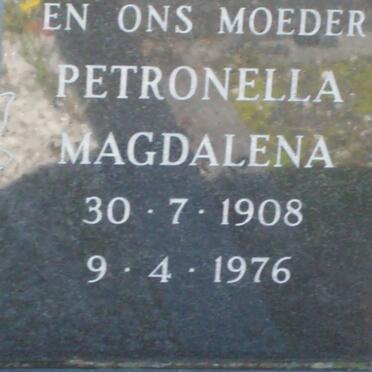 EN ONS MOEDER
PETRONELLA
MAGDALENA
30 · 7 · 1908
9 · 4 · 1976